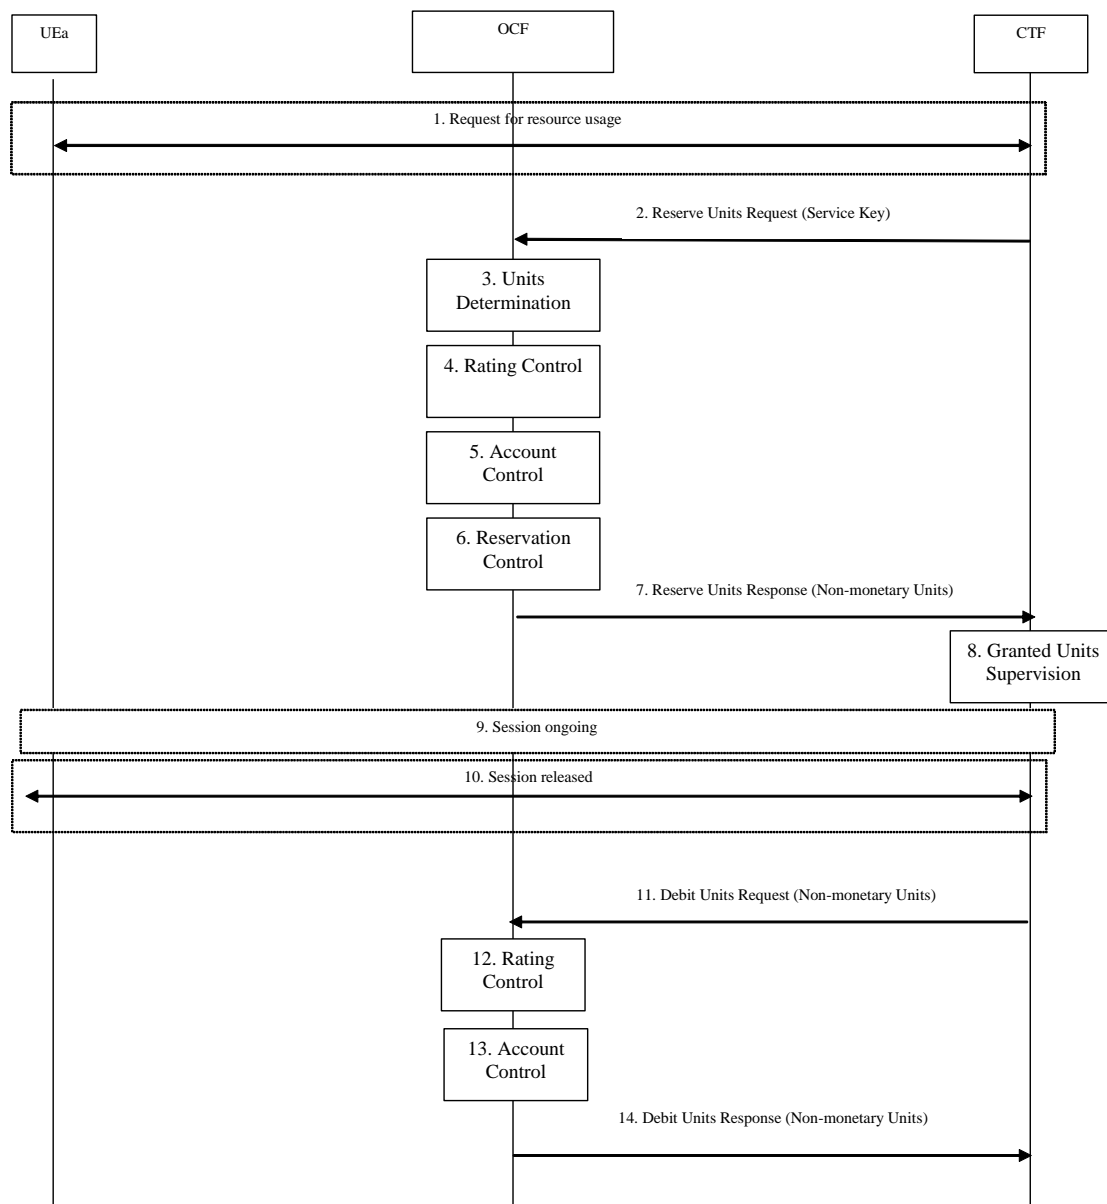 UEa
OCF
CTF
1. Request for resource usage
2. Reserve Units Request (Service Key)
3. Units
Determination
4. Rating Control
5. Account
Control
6. Reservation
Control
7. Reserve Units Response (Non-monetary Units)
8. Granted Units
Supervision
9. Session ongoing
10. Session released
11. Debit Units Request (Non-monetary Units)
12. Rating
Control
13. Account
Control
14. Debit Units Response (Non-monetary Units)